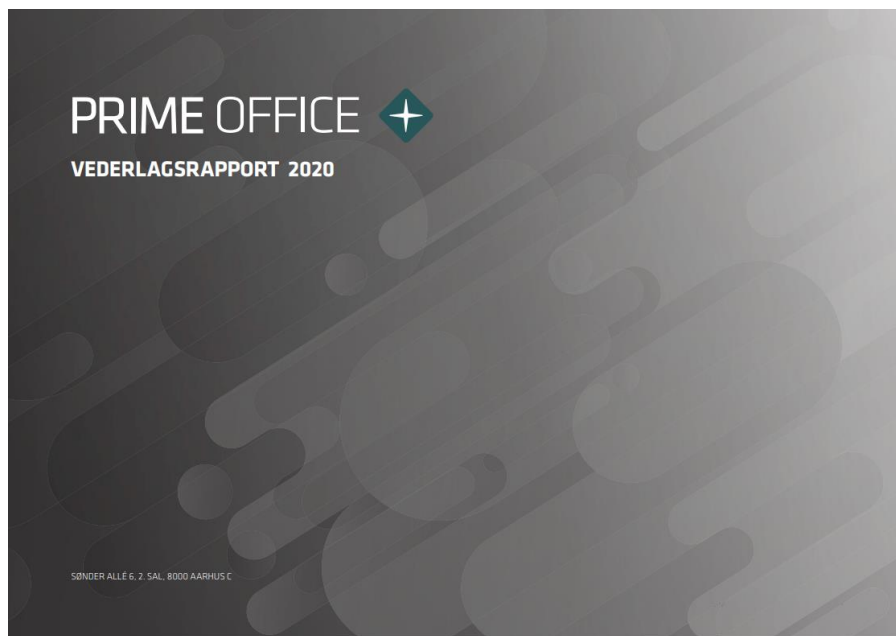 PRIME OFFICE
VEDERLAGSRAPPORT 2020
SØNDER ALLÉ 6, 2. SAL, 8000 AARHUS C